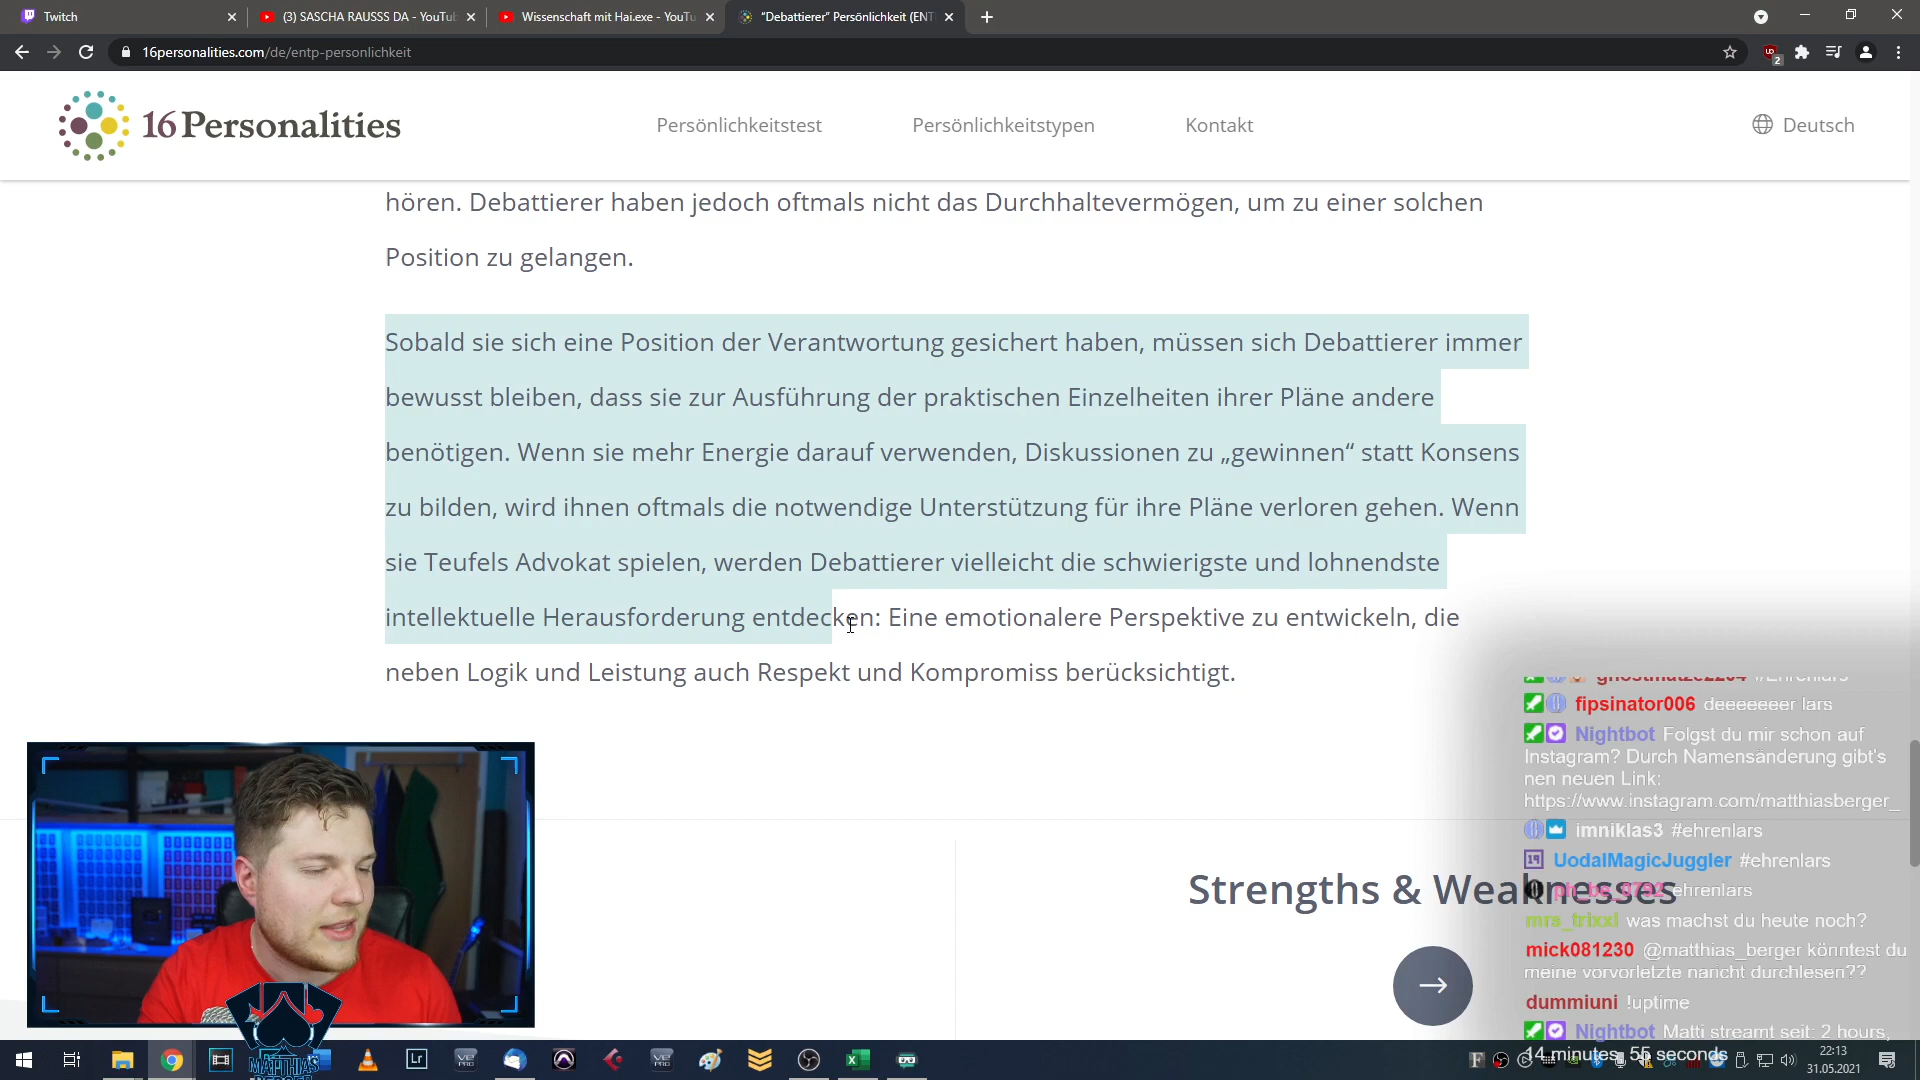 Twitch
(3) SASCHA RAUSSS DA - YouTub
Wissenschaft mit Hai.exe - YouTu
"Debattierer" Persönlichkeit (ENT
16personalities.com/de/entp-personlichkeit
2
16Personalities
Persönlichkeitstest
Persönlichkeitstypen
Kontakt
Deutsch
hören. Debattierer haben jedoch oftmals nicht das Durchhaltevermögen, um zu einer solchen
Position zu gelangen.
Sobald sie sich eine Position der Verantwortung gesichert haben, müssen sich Debattierer immer
bewusst bleiben, dass sie zur Ausführung der praktischen Einzelheiten ihrer Pläne andere
benötigen. Wenn sie mehr Energie darauf verwenden, Diskussionen zu „gewinnen“ statt Konsens
zu bilden, wird ihnen oftmals die notwendige Unterstützung für ihre Pläne verloren gehen. Wenn
sie Teufels Advokat spielen, werden Debattierer vielleicht die schwierigste und lohnendste
intellektuelle Herausforderung entdecken: Eine emotionalere Perspektive zu entwickeln, die
neben Logik und Leistung auch Respekt und Kompromiss berücksichtigt.
Strengths & Weaknesses
fipsinator006 deeeeeeer lars
Nightbot Folgst du mir schon auf
Instagram? Durch Namensänderung gibt's
nen neuen Link:
https://www.instagram.com/matthiasberger_
imniklas3 #ehrenlars
UodalMagicJuggler #ehrenlars
ehrenlars
mrs_trixxl was machst du heute noch?
mick081230 @matthias_berger könntest du
meine vorvorletzte naricht durchlesen??
dummiuni !uptime
Nightbot Matti streamt seit: 2 hours,
14 minutes, 55 seconds
MATTHIAS
BERGER
Lr
22:13
31.05.2021